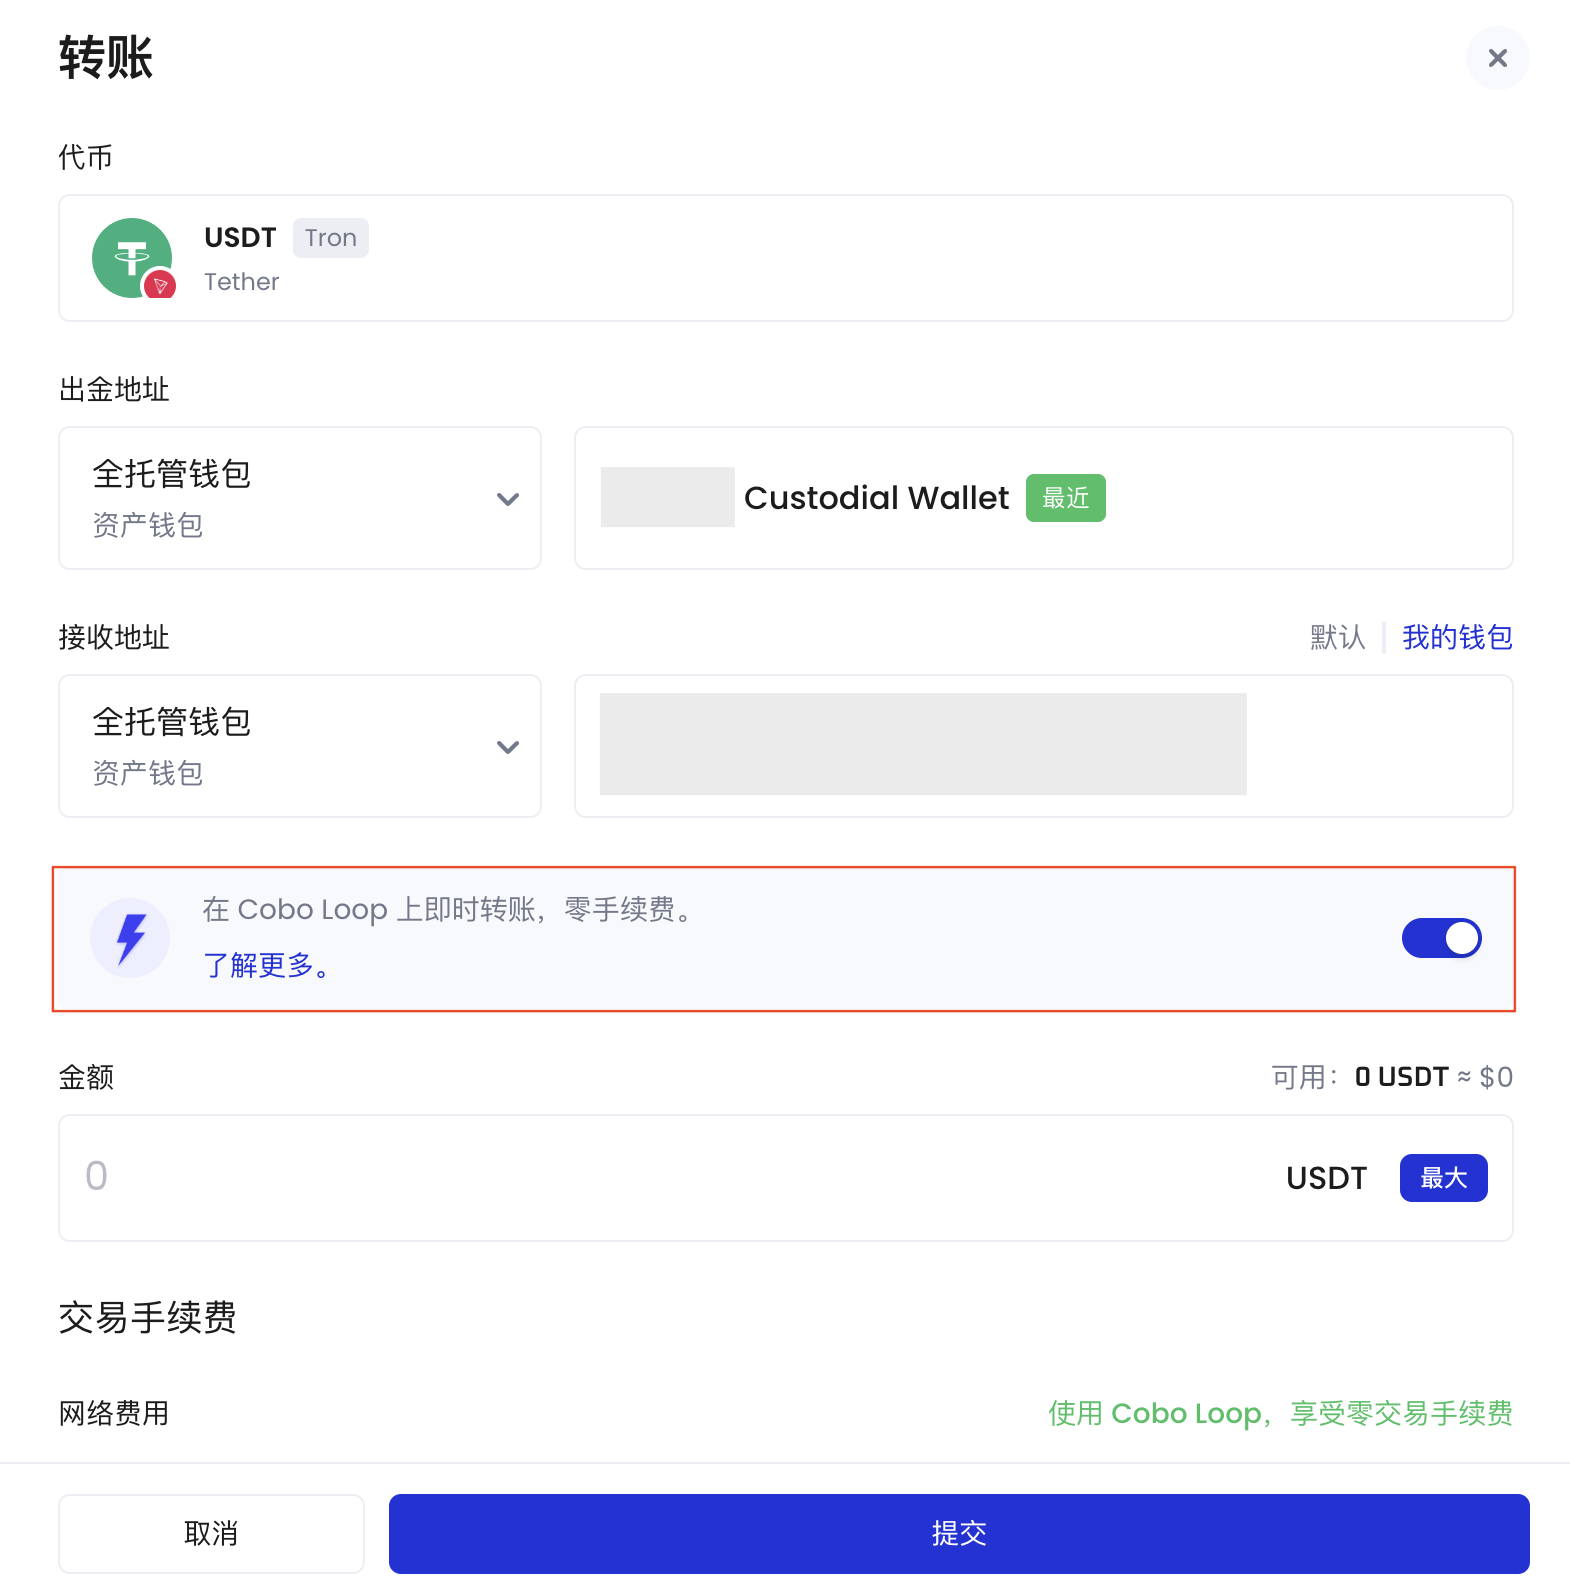 转账
代币
USDT Tron
Tether
出金地址
全托管钱包
资产钱包
Custodial Wallet 最近
接收地址 默认 我的钱包
全托管钱包
资产钱包
在 Cobo Loop 上即时转账，零手续费。
了解更多。
金额 可用： 0 USDT ≈ $0
0 USDT 最大
交易手续费
网络费用 使用 Cobo Loop，享受零交易手续费
取消 提交